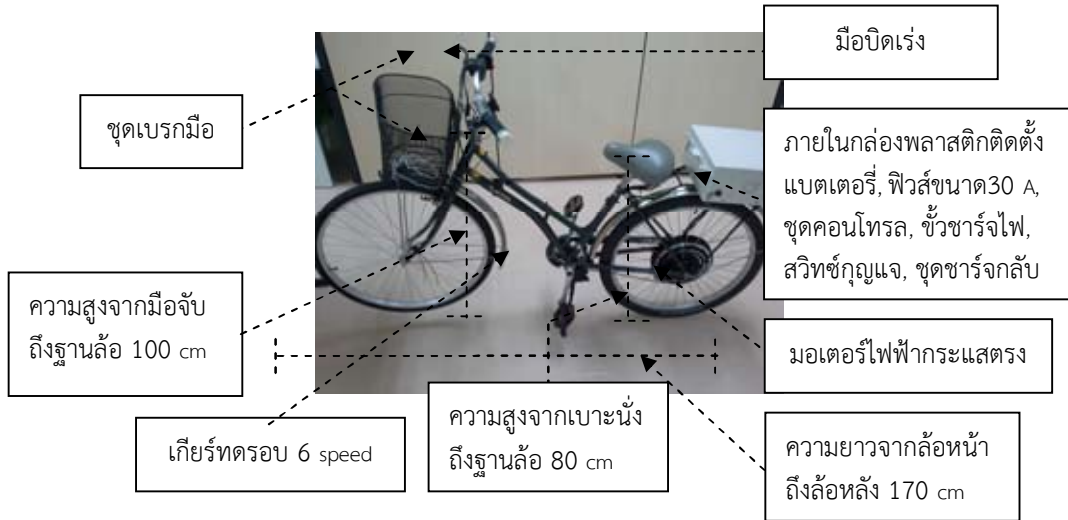 มือบิดเร่ง
ชุดเบรกมือ
ภายในกล่องพลาสติกติดตั้ง
แบตเตอรี่, ฟิวส์ขนาด30 A,
ชุดคอนโทรล, ขั้วชาร์จไฟ,
สวิทซ์กุญแจ, ชุดชาร์จกลับ
ความสูงจากมือจับ
ถึงฐานล้อ 100 cm
มอเตอร์ไฟฟ้ากระแสตรง
เกียร์ทดรอบ 6 speed
ความสูงจากเบาะนั่ง
ถึงฐานล้อ 80 cm
ความยาวจากล้อหน้า
ถึงล้อหลัง 170 cm